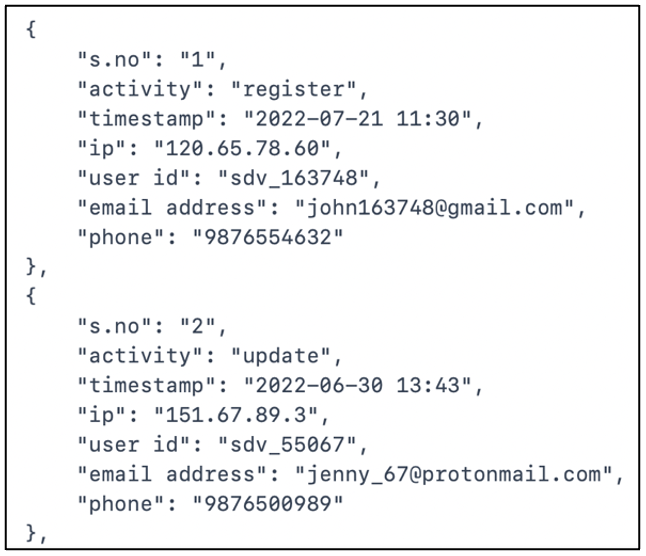 {
"s.no": "1",
"activity": "register",
"timestamp": "2022-07-21 11:30",
"ip": "120.65.78.60",
"user id": "sdv_163748",
"email address": "john163748@gmail.com",
"phone": "9876554632"
},
{
"s.no": "2",
"activity": "update",
"timestamp": "2022-06-30 13:43",
"ip": "151.67.89.3",
"user id": "sdv_55067",
"email address": "jenny_67@protonmail.com",
"phone": "9876500989"
},